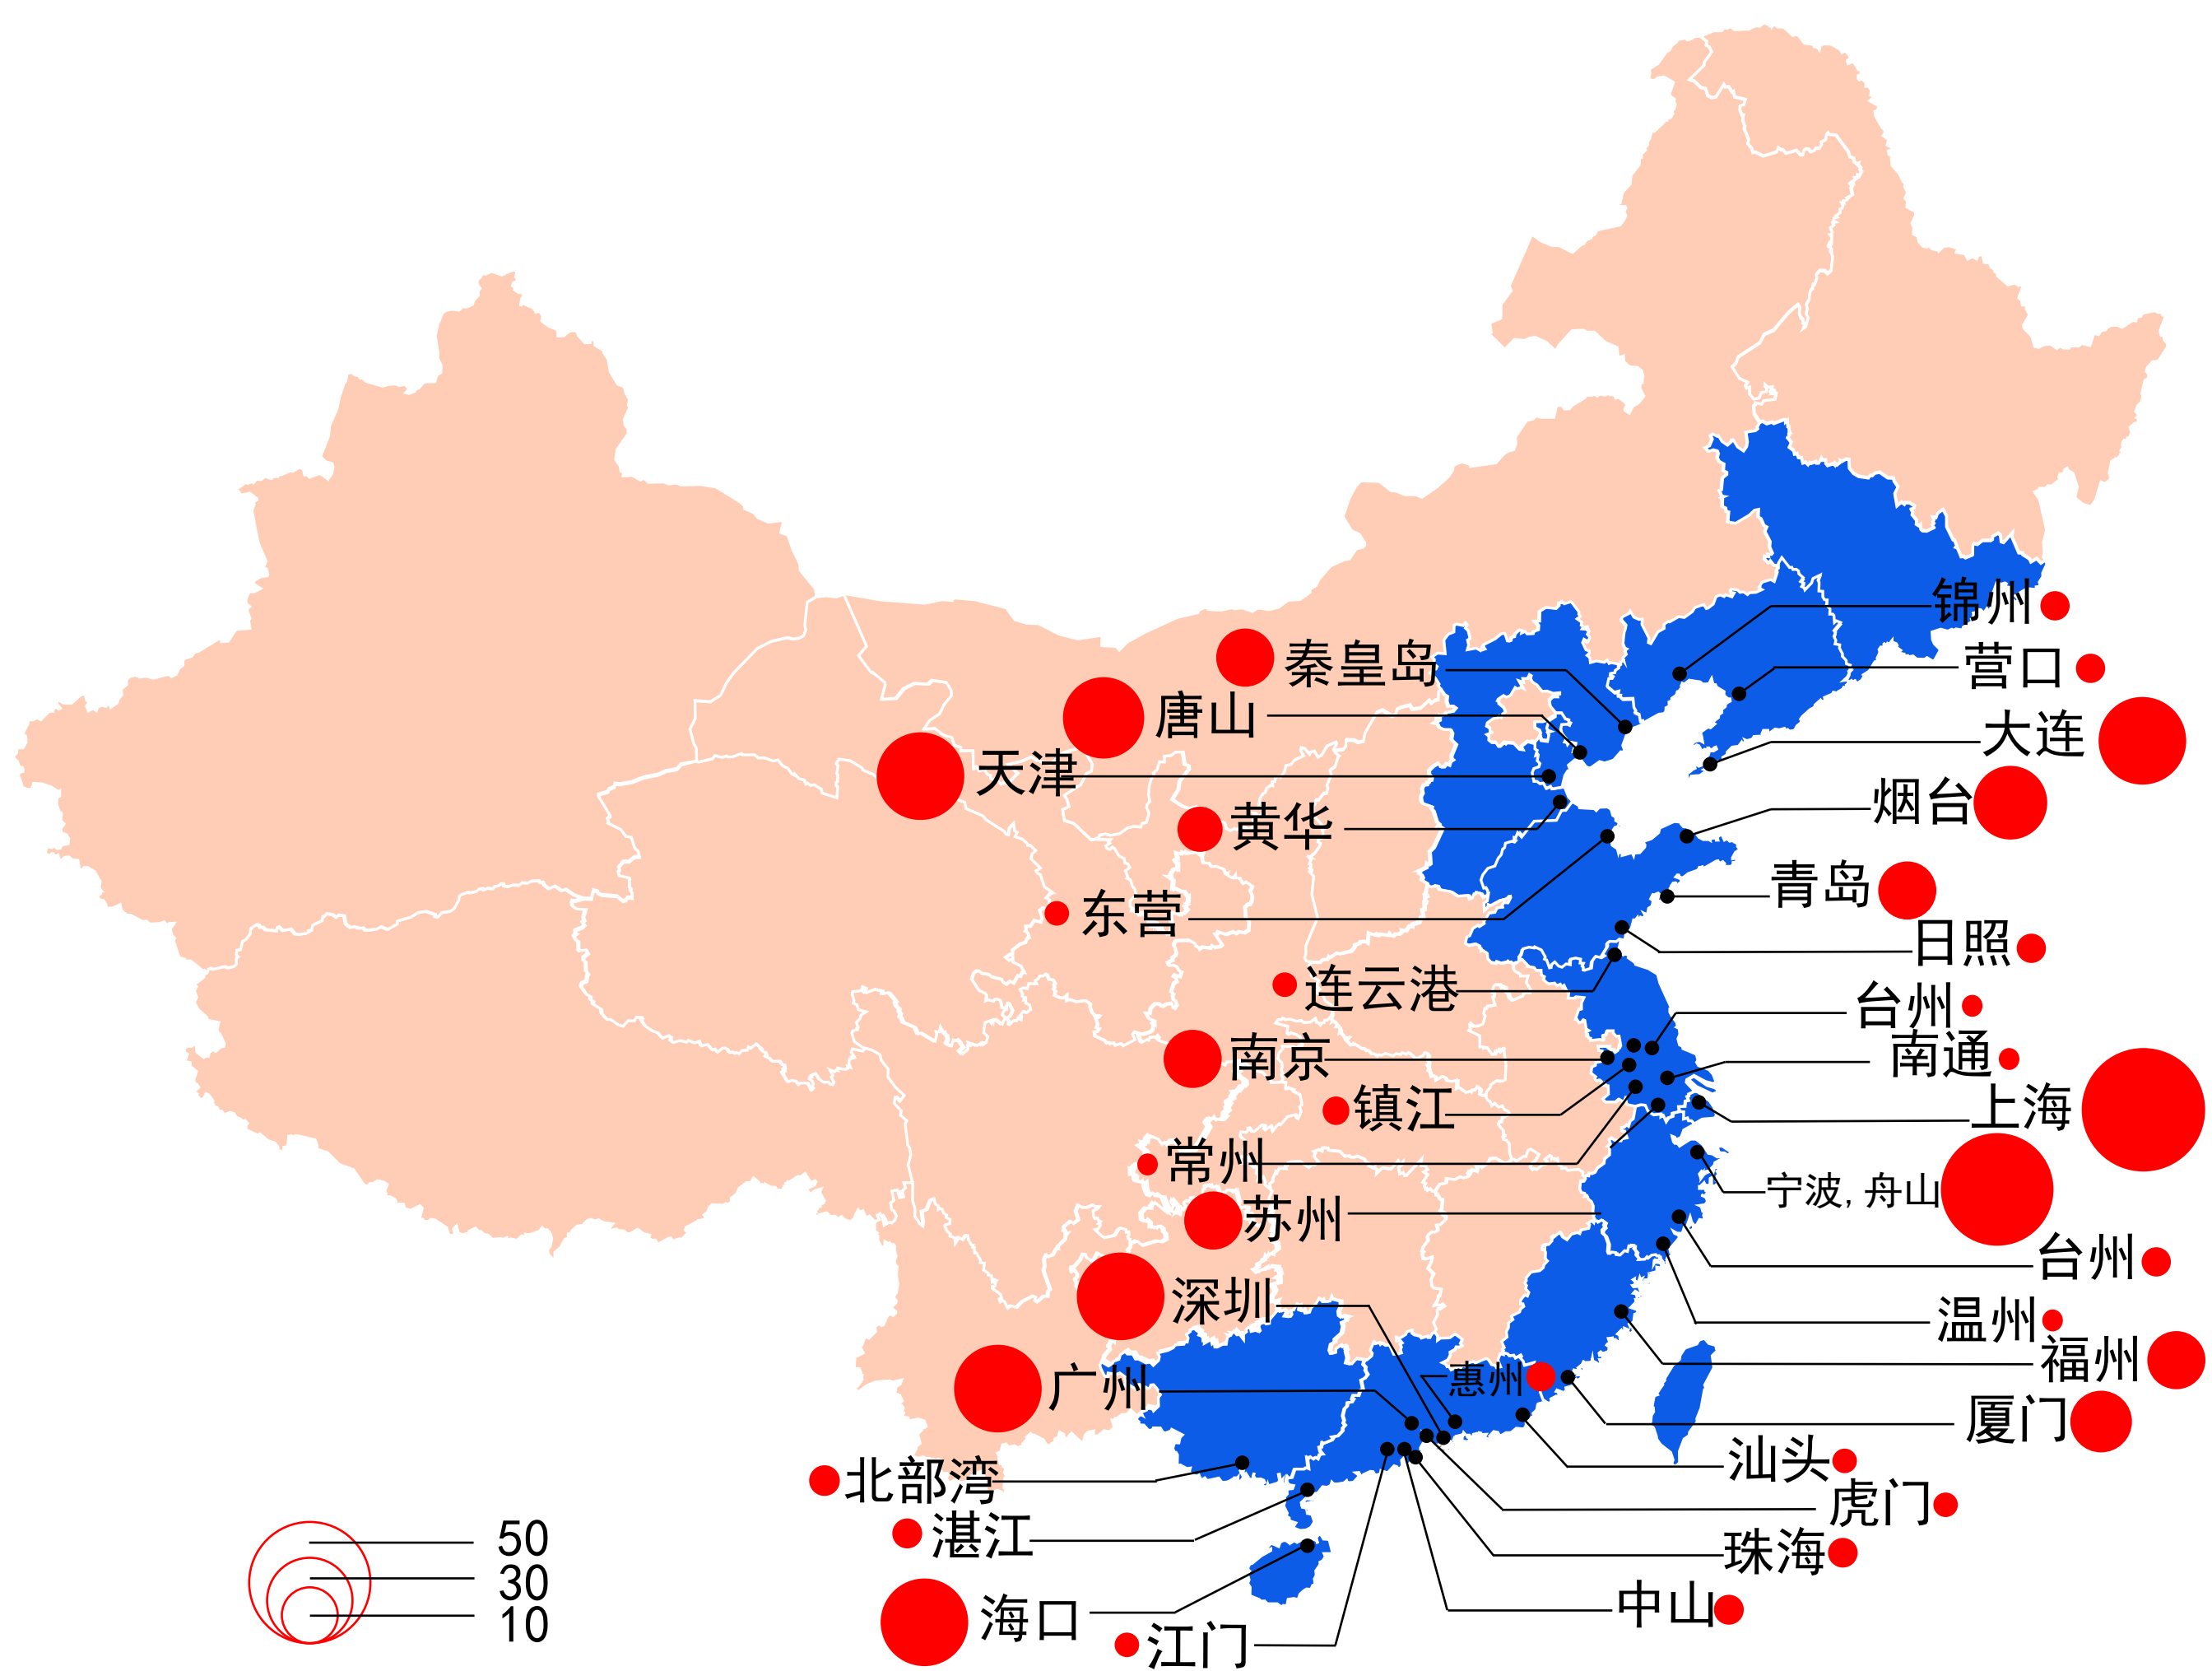 锦州
营口
大连
烟台
青岛
日照
台州
南通
上海
宁波, 舟山
台州
温州
福州
厦门
汕头
虎门
珠海
中山
秦皇岛
唐山
天津
黄华
东营
连云港
南京
镇江
常州
苏州
深圳
惠州
广州
北部湾
湛江
海口
江门
50
30
10